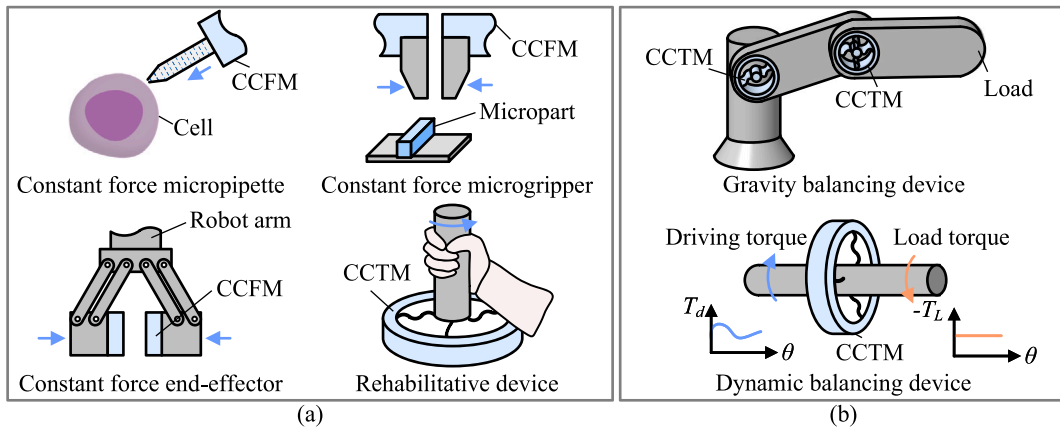 CCFM
Cell
Constant force micropipette
CCFM
Micropart
Constant force microgripper
Robot arm
CCFM
Constant force end-effector
CCTM
Rehabilitative device
(a)
CCTM
CCTM
Load
Gravity balancing device
Driving torque
Load torque
T_d
θ
-T_L
θ
CCTM
Dynamic balancing device
(b)